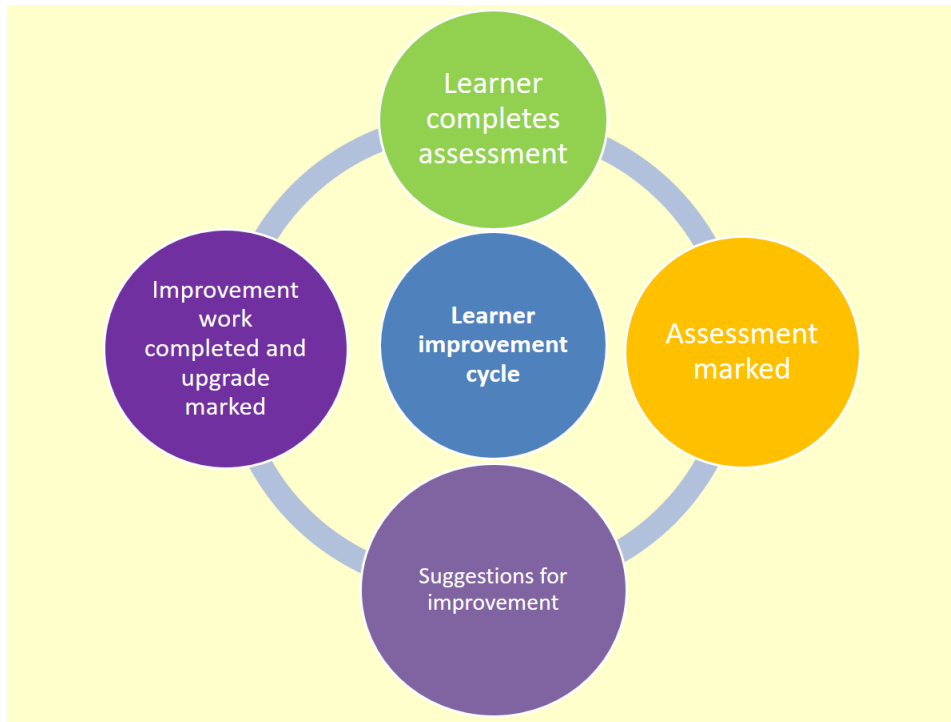 Learner
completes
assessment
Improvement
work
completed and
upgrade
marked
Learner
improvement
cycle
Assessment
marked
Suggestions for
improvement